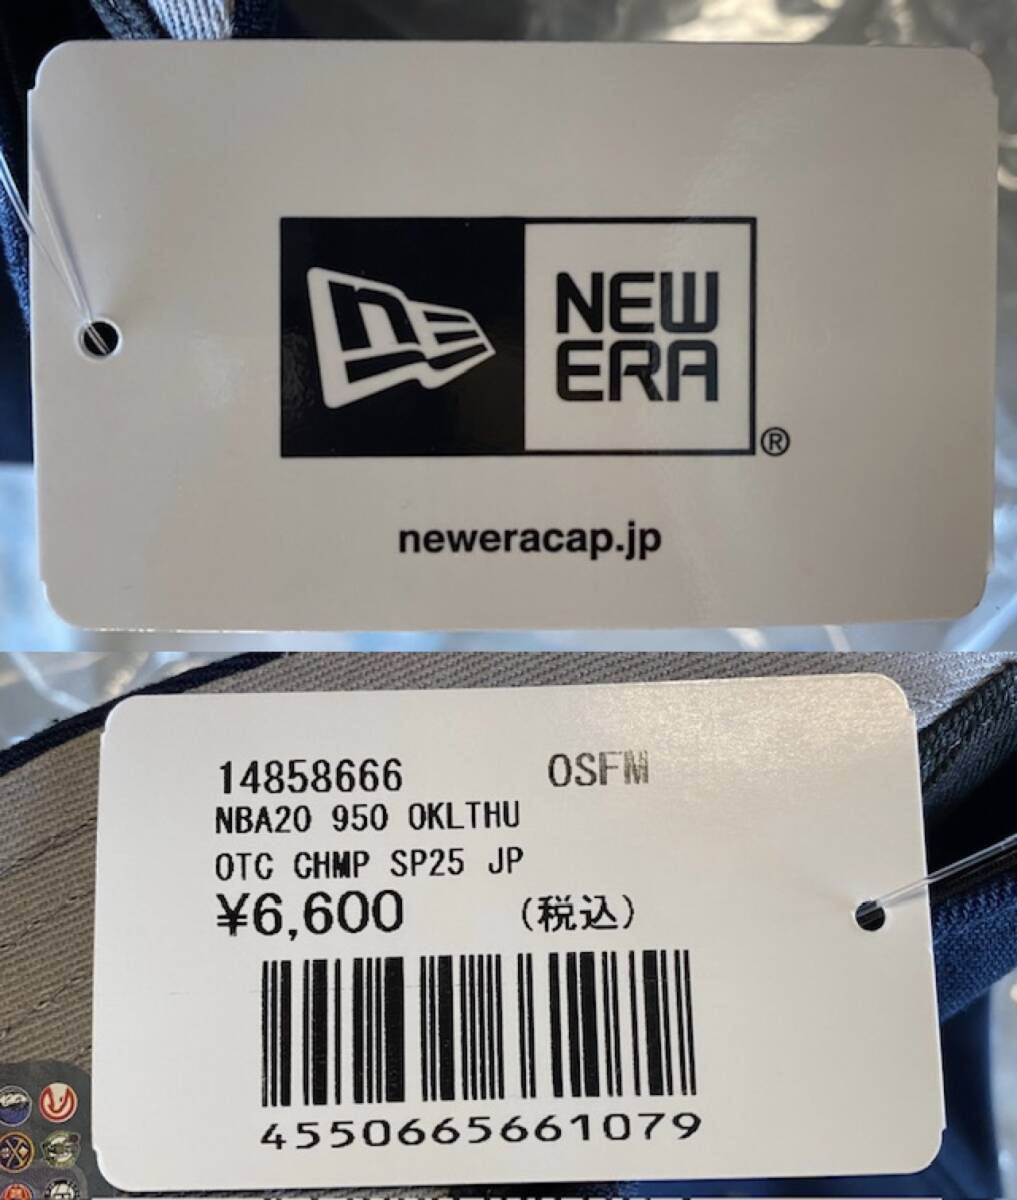 NEW
ERA
®
neweracap.jp
14858666 OSFM
NBA20 950 OKLTHU
OTC CHMP SP25 JP
¥6,600 (税込)
4550665661079